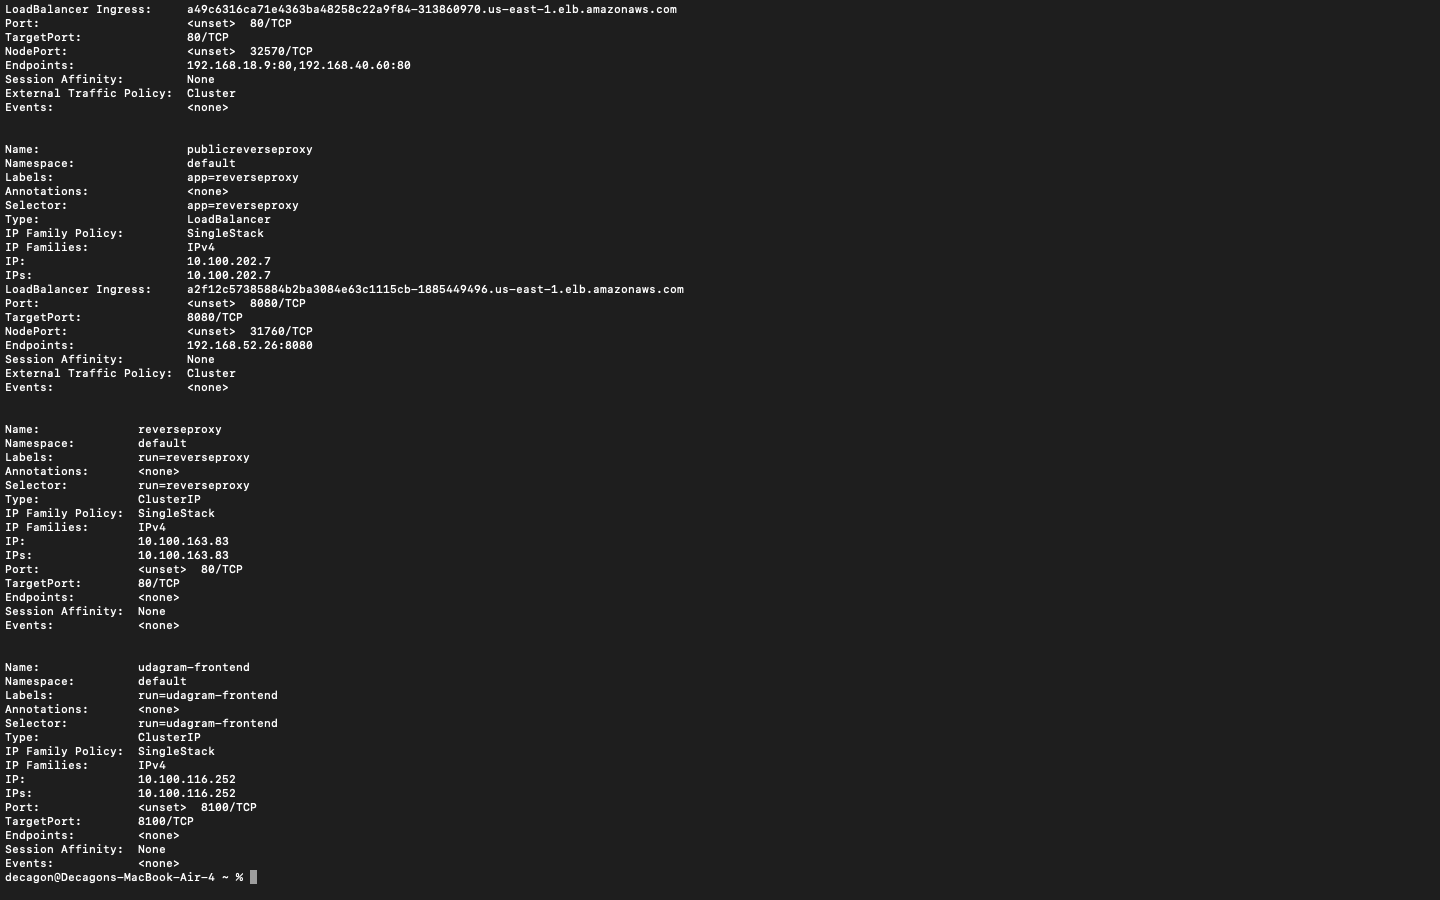 LoadBalancer Ingress:     a49c6316ca71e4363ba48258c22a9f84-313860970.us-east-1.elb.amazonaws.com
Port:                     <unset>  80/TCP
TargetPort:               80/TCP
NodePort:                 <unset>  32570/TCP
Endpoints:                192.168.18.9:80,192.168.40.60:80
Session Affinity:         None
External Traffic Policy:  Cluster
Events:                   <none>
Name:                     publicreverseproxy
Namespace:                default
Labels:                   app=reverseproxy
Annotations:              <none>
Selector:                 app=reverseproxy
Type:                     LoadBalancer
IP Family Policy:         SingleStack
IP Families:              IPv4
IP:                       10.100.202.7
IPs:                      10.100.202.7
LoadBalancer Ingress:     a2f12c57385884b2ba3084e63c1115cb-1885449496.us-east-1.elb.amazonaws.com
Port:                     <unset>  8080/TCP
TargetPort:               8080/TCP
NodePort:                 <unset>  31760/TCP
Endpoints:                192.168.52.26:8080
Session Affinity:         None
External Traffic Policy:  Cluster
Events:                   <none>
Name:              reverseproxy
Namespace:         default
Labels:            run=reverseproxy
Annotations:       <none>
Selector:          run=reverseproxy
Type:              ClusterIP
IP Family Policy:  SingleStack
IP Families:       IPv4
IP:                10.100.163.83
IPs:               10.100.163.83
Port:              <unset>  80/TCP
TargetPort:        80/TCP
Endpoints:         <none>
Session Affinity:  None
Events:            <none>
Name:              udagram-frontend
Namespace:         default
Labels:            run=udagram-frontend
Annotations:       <none>
Selector:          run=udagram-frontend
Type:              ClusterIP
IP Family Policy:  SingleStack
IP Families:       IPv4
IP:                10.100.116.252
IPs:               10.100.116.252
Port:              <unset>  8100/TCP
TargetPort:        8100/TCP
Endpoints:         <none>
Session Affinity:  None
Events:            <none>
decagon@Decagons-MacBook-Air-4 ~ %